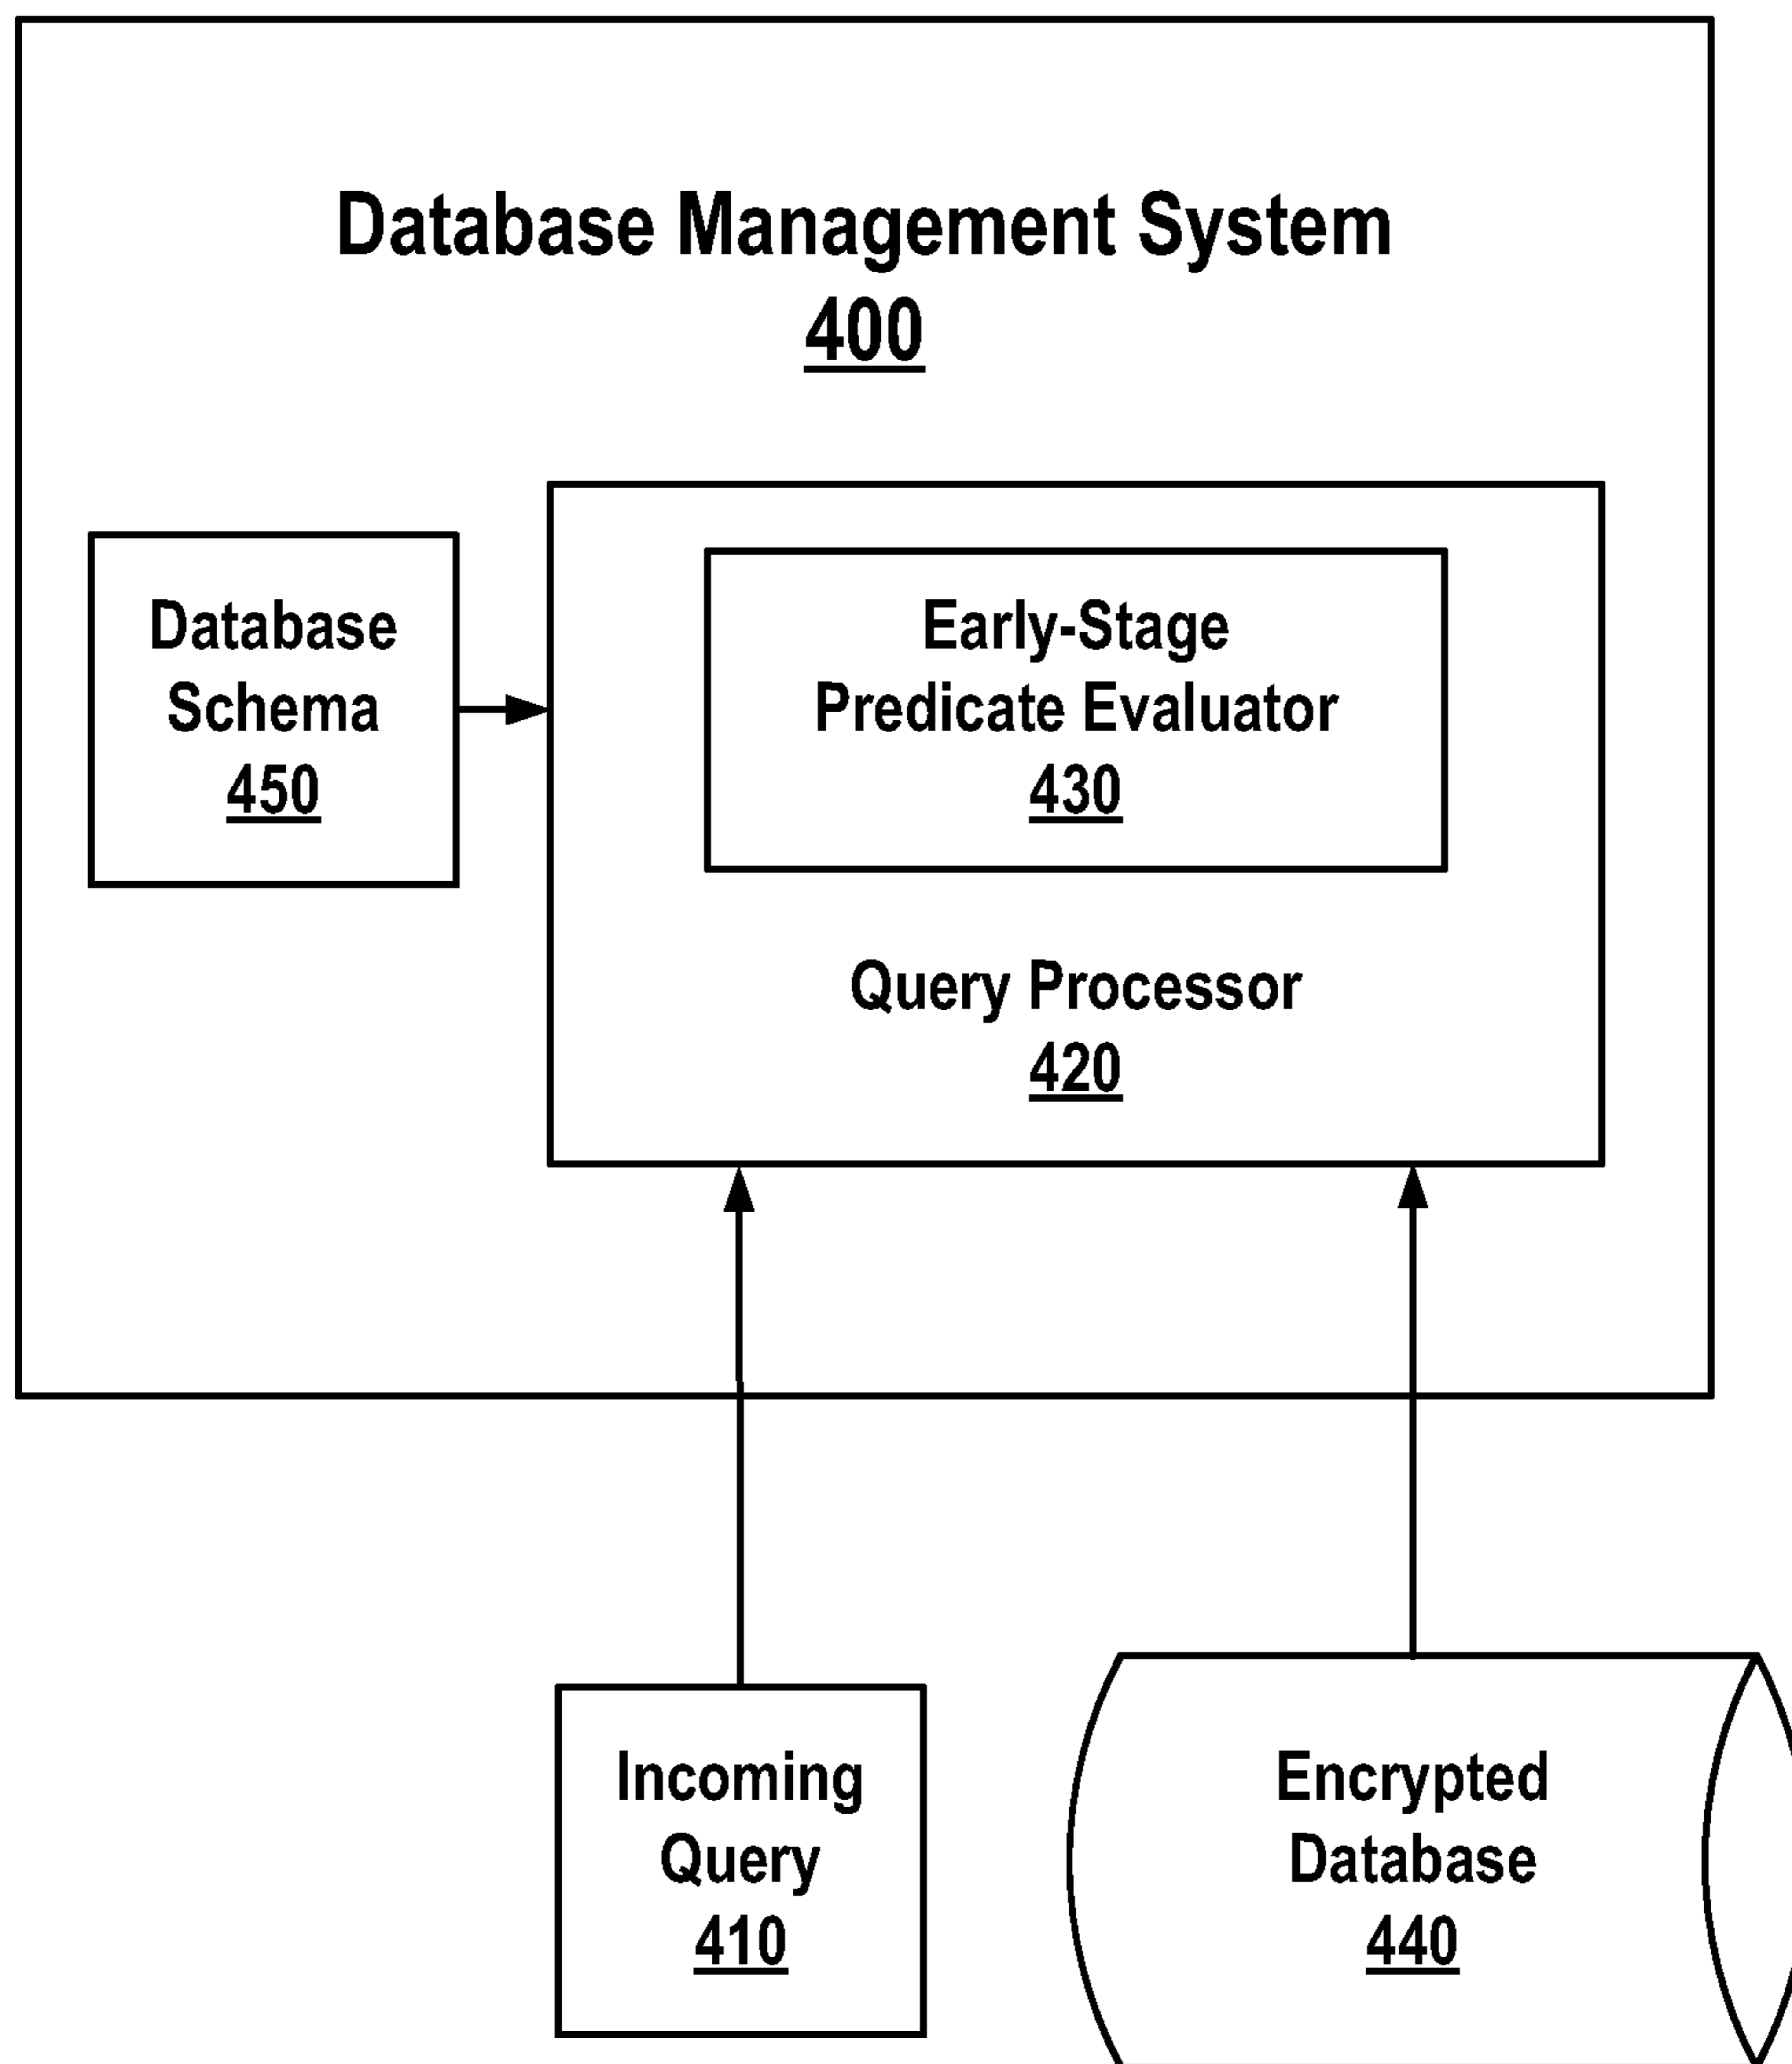 Database Management System
400
Database
Schema
450
Early-Stage
Predicate Evaluator
430
Query Processor
420
Incoming
Query
410
Encrypted
Database
440